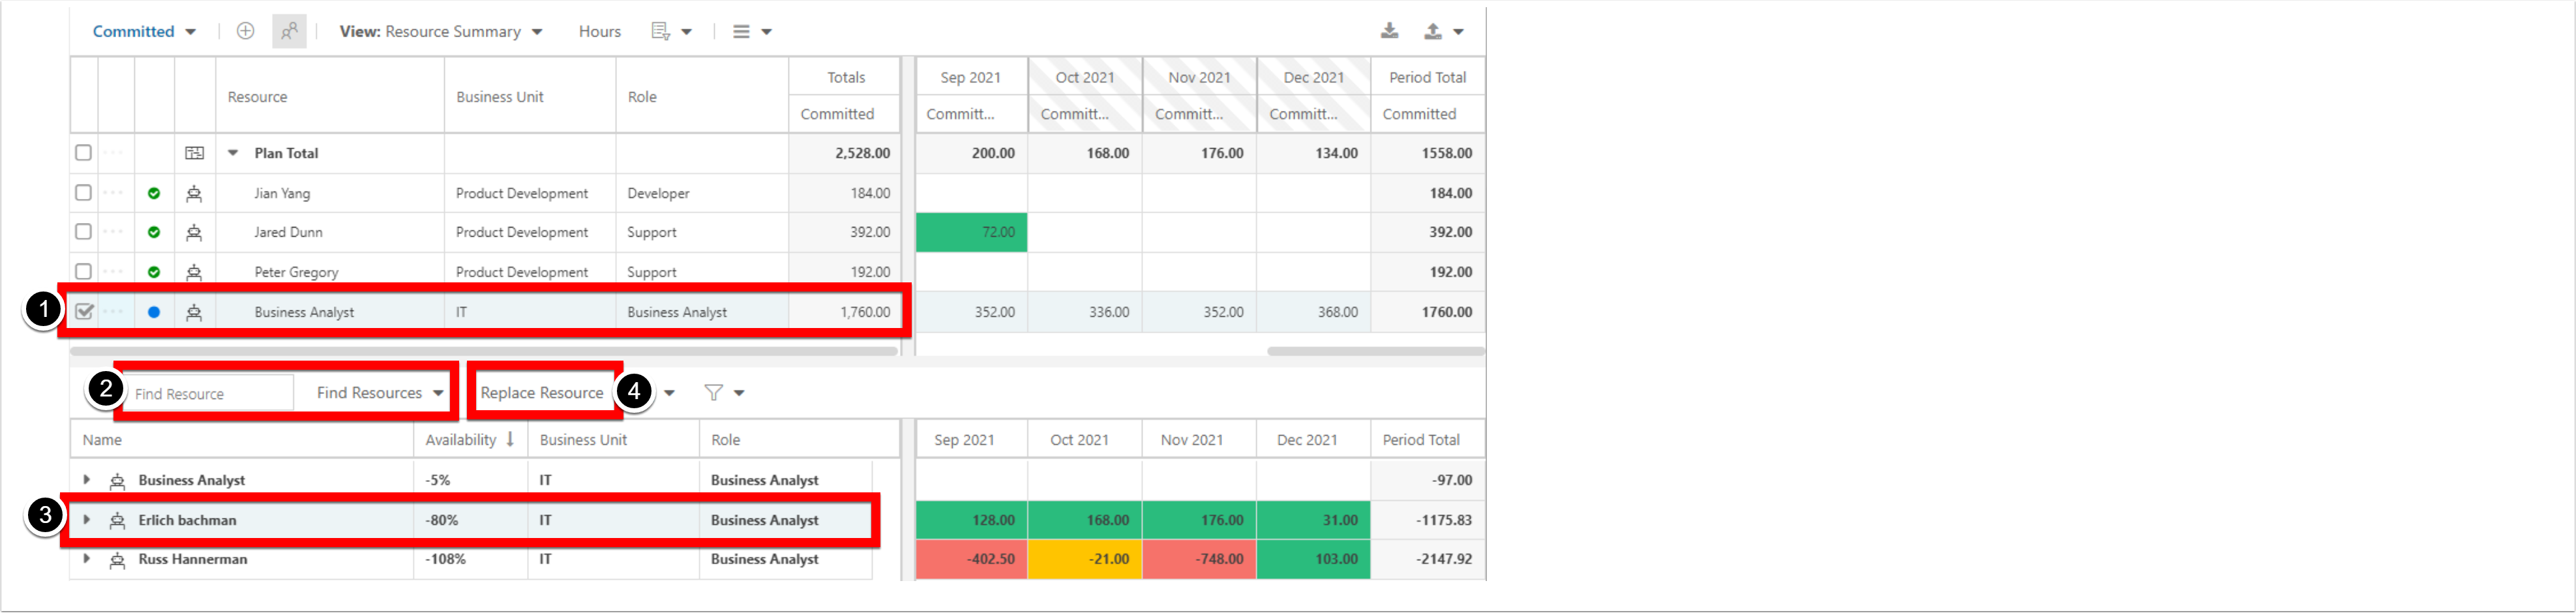 Committed View: Resource Summary Hours
Totals Sep 2021 Oct 2021 Nov 2021 Dec 2021 Period Total
Resource Business Unit Role
Committed Committ... Committ... Committ... Committ... Committed
Plan Total 2,528.00 200.00 168.00 176.00 134.00 1558.00
Jian Yang Product Development Developer 184.00 184.00
Jared Dunn Product Development Support 392.00 72.00 392.00
Peter Gregory Product Development Support 192.00 192.00
1 Business Analyst IT Business Analyst 1,760.00 352.00 336.00 352.00 368.00 1760.00
2 Find Resource Find Resources Replace Resource 4
Name Availability Business Unit Role Sep 2021 Oct 2021 Nov 2021 Dec 2021 Period Total
Business Analyst -5% IT Business Analyst -97.00
3 Erlich bachman -80% IT Business Analyst 128.00 168.00 176.00 31.00 -1175.83
Russ Hannerman -108% IT Business Analyst -402.50 -21.00 -748.00 103.00 -2147.92